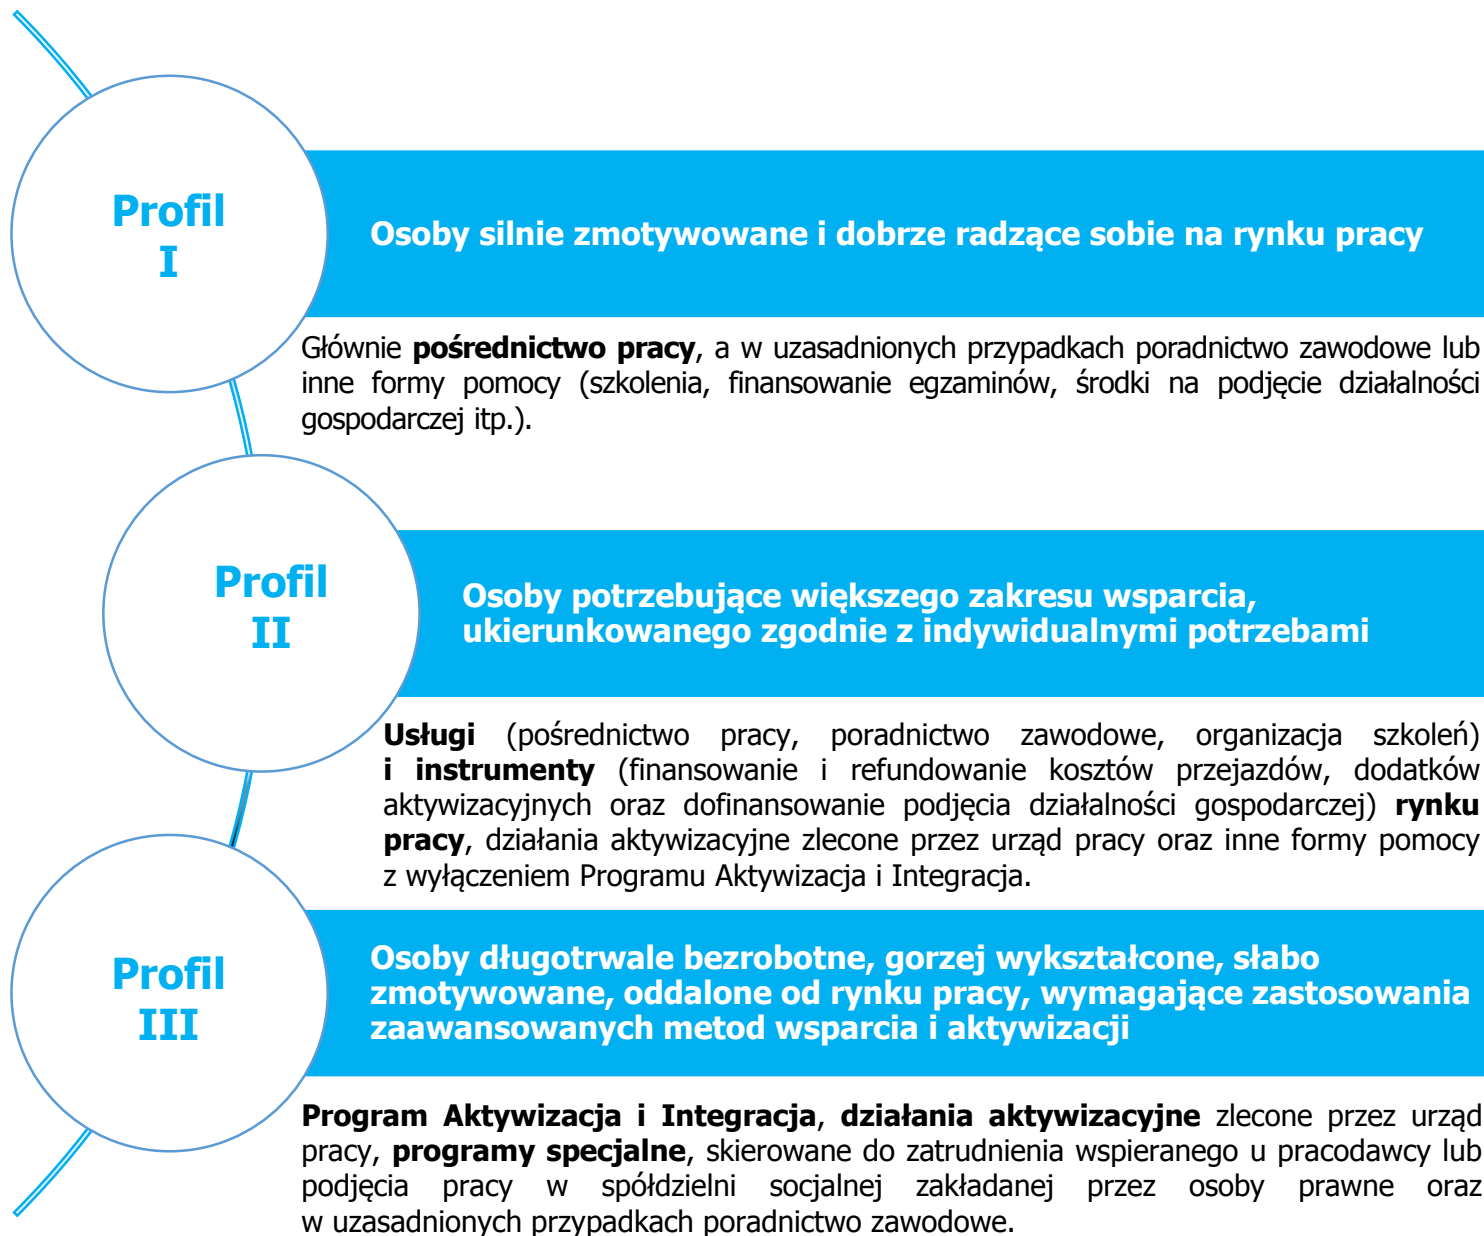 Profil
I
Osoby silnie zmotywowane i dobrze radzące sobie na rynku pracy
Głównie pośrednictwo pracy, a w uzasadnionych przypadkach poradnictwo zawodowe lub
inne formy pomocy (szkolenia, finansowanie egzaminów, środki na podjęcie działalności
gospodarczej itp.).
Profil
II
Osoby potrzebujące większego zakresu wsparcia,
ukierunkowanego zgodnie z indywidualnymi potrzebami
Usługi (pośrednictwo pracy, poradnictwo zawodowe, organizacja szkoleń)
i instrumenty (finansowanie i refundowanie kosztów przejazdów, dodatków
aktywizacyjnych oraz dofinansowanie podjęcia działalności gospodarczej) rynku
pracy, działania aktywizacyjne zlecone przez urząd pracy oraz inne formy pomocy
z wyłączeniem Programu Aktywizacja i Integracja.
Profil
III
Osoby długotrwale bezrobotne, gorzej wykształcone, słabo
zmotywowane, oddalone od rynku pracy, wymagające zastosowania
zaawansowanych metod wsparcia i aktywizacji
Program Aktywizacja i Integracja, działania aktywizacyjne zlecone przez urząd
pracy, programy specjalne, skierowane do zatrudnienia wspieranego u pracodawcy lub
podjęcia pracy w spółdzielni socjalnej zakładanej przez osoby prawne oraz
w uzasadnionych przypadkach poradnictwo zawodowe.